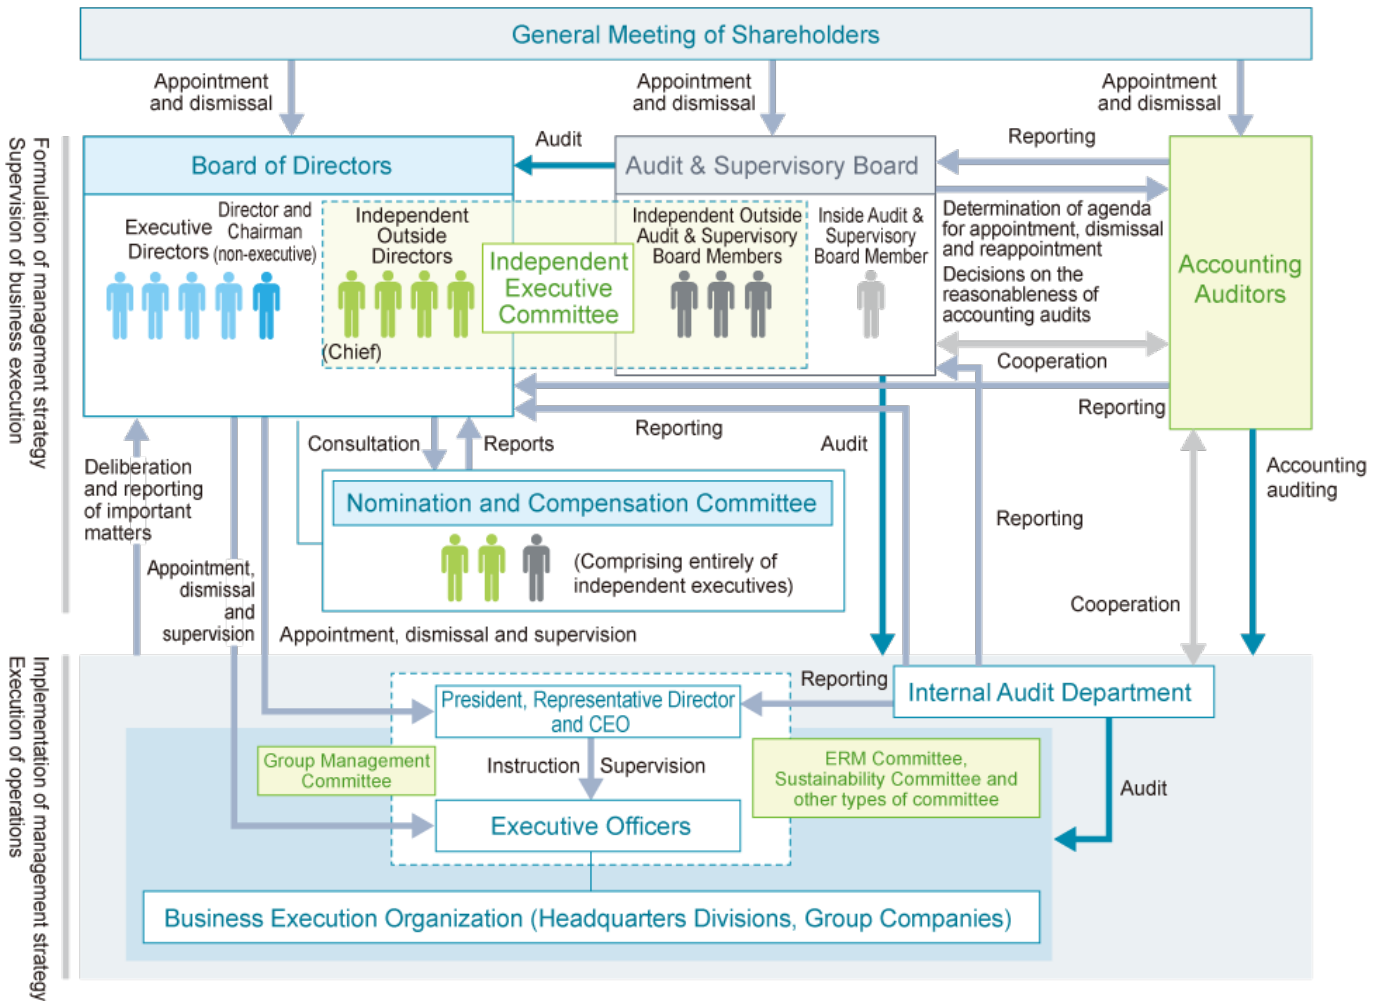 General Meeting of Shareholders
Appointment
and dismissal
Appointment
and dismissal
Appointment
and dismissal
Formulation of management strategy
Supervision of business execution
Board of Directors
Audit
Audit & Supervisory Board
Reporting
Accounting
Auditors
Executive
Directors
Director and
Chairman
(non-executive)
Independent
Outside
Directors
(Chief)
Independent
Executive
Committee
Independent Outside
Audit & Supervisory
Board Members
Inside Audit &
Supervisory
Board Member
Determination of agenda
for appointment, dismissal
and reappointment
Decisions on the
reasonableness of
accounting audits
Cooperation
Reporting
Reporting
Consultation
Reports
Audit
Deliberation
and reporting
of important
matters
Nomination and Compensation Committee
(Comprising entirely of
independent executives)
Reporting
Accounting
auditing
Cooperation
Appointment,
dismissal
and
supervision
Appointment, dismissal and supervision
Implementation of management strategy
Execution of operations
President, Representative Director
and CEO
Reporting
Internal Audit Department
Group Management
Committee
Instruction
Supervision
ERM Committee,
Sustainability Committee and
other types of committee
Audit
Executive Officers
Business Execution Organization (Headquarters Divisions, Group Companies)